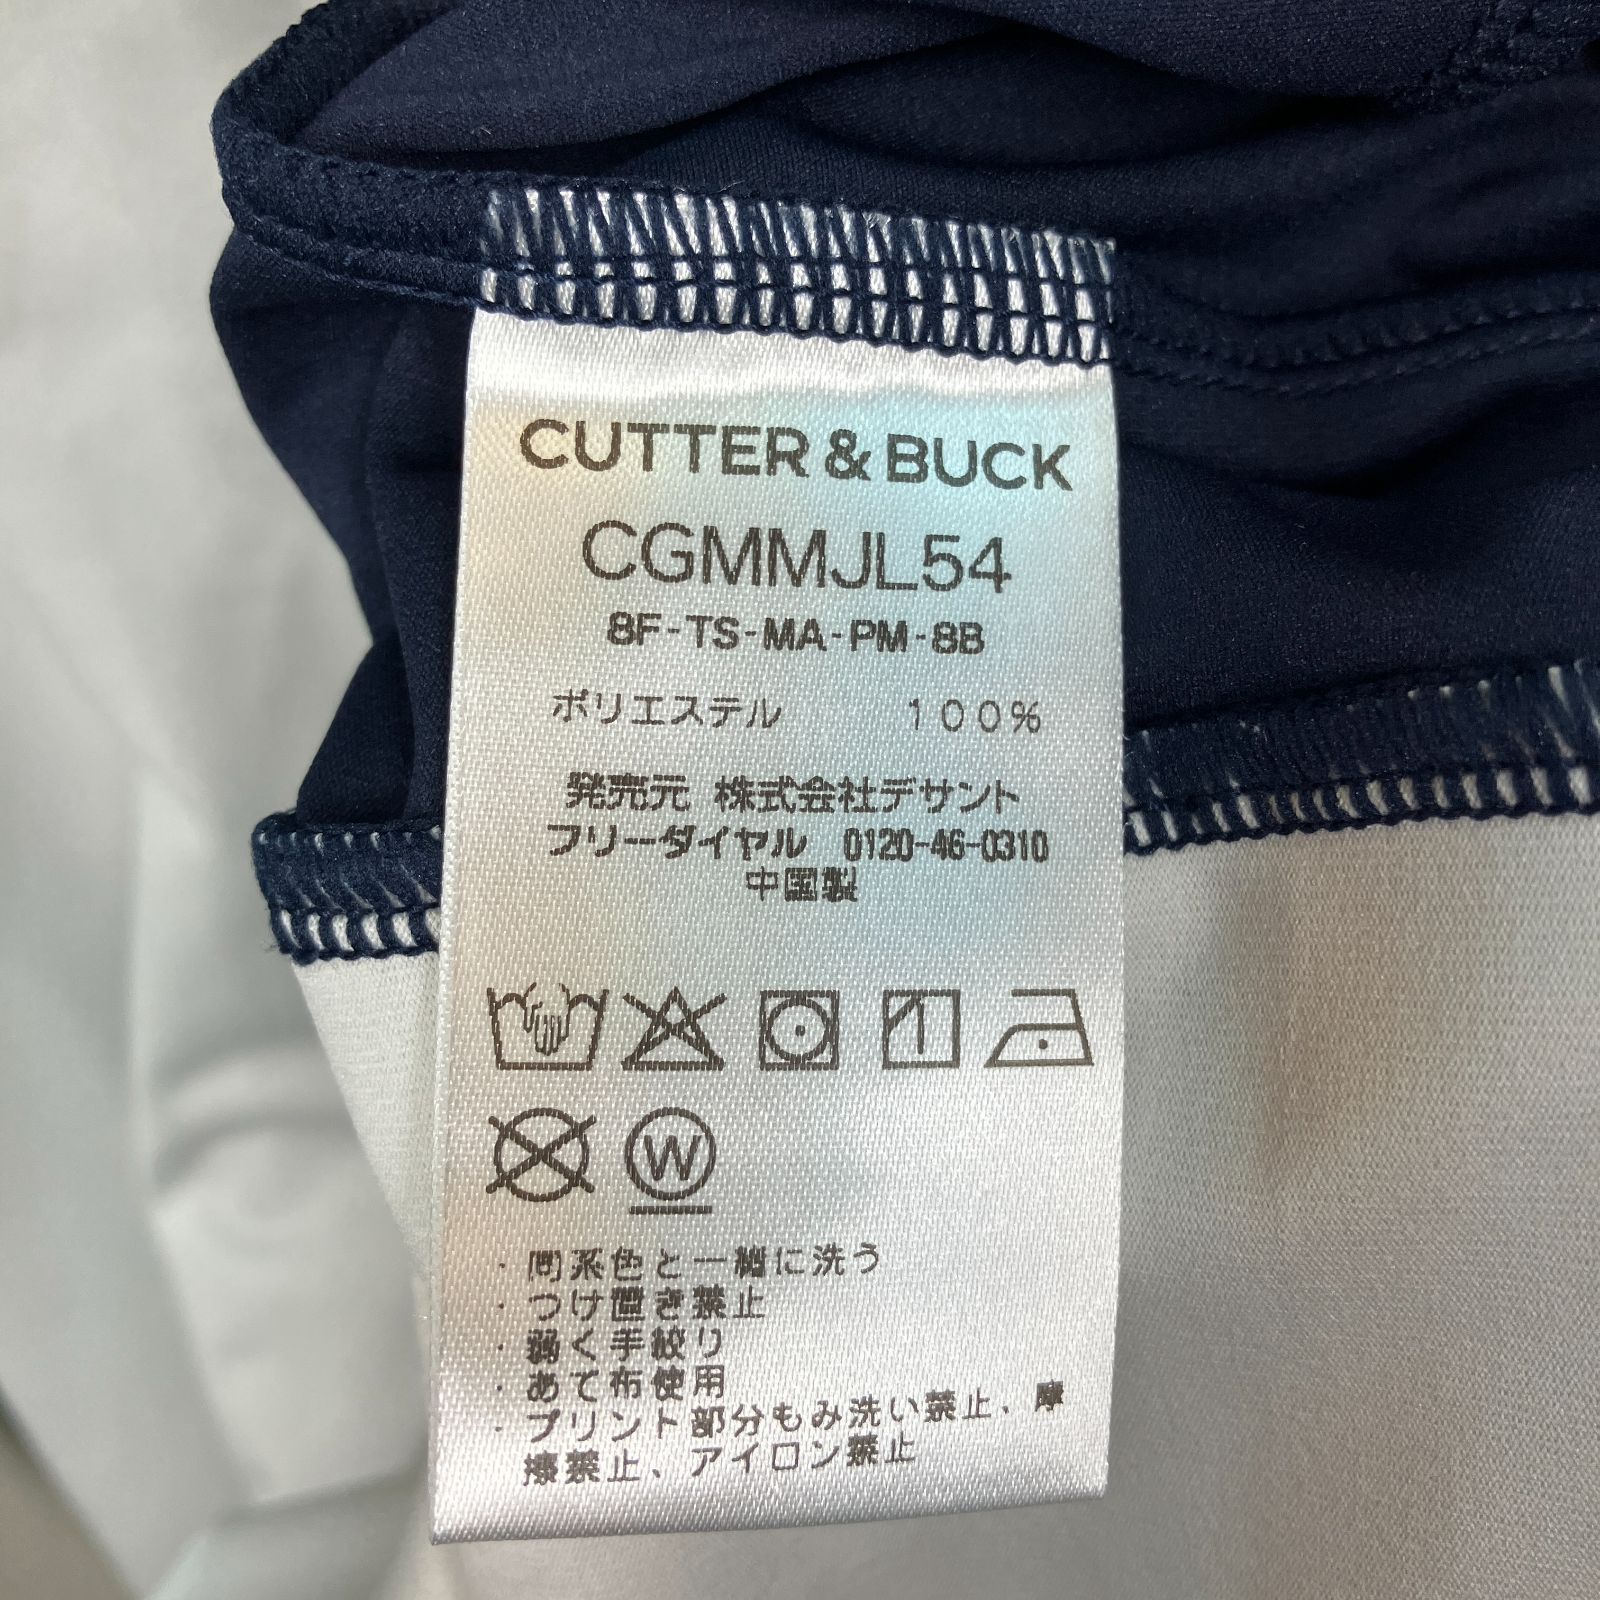 CUTTER & BUCK
CGMMJL54
8F-TS-MA-PM-8B
ポリエステル 100%
発売元 株式会社デサント
フリーダイヤル 0120-46-0310
中国製
W
・同系色と一緒に洗う
・つけ置き禁止
・弱く手絞り
・あて布使用
・プリント部分もみ洗い禁止、摩
擦禁止、アイロン禁止